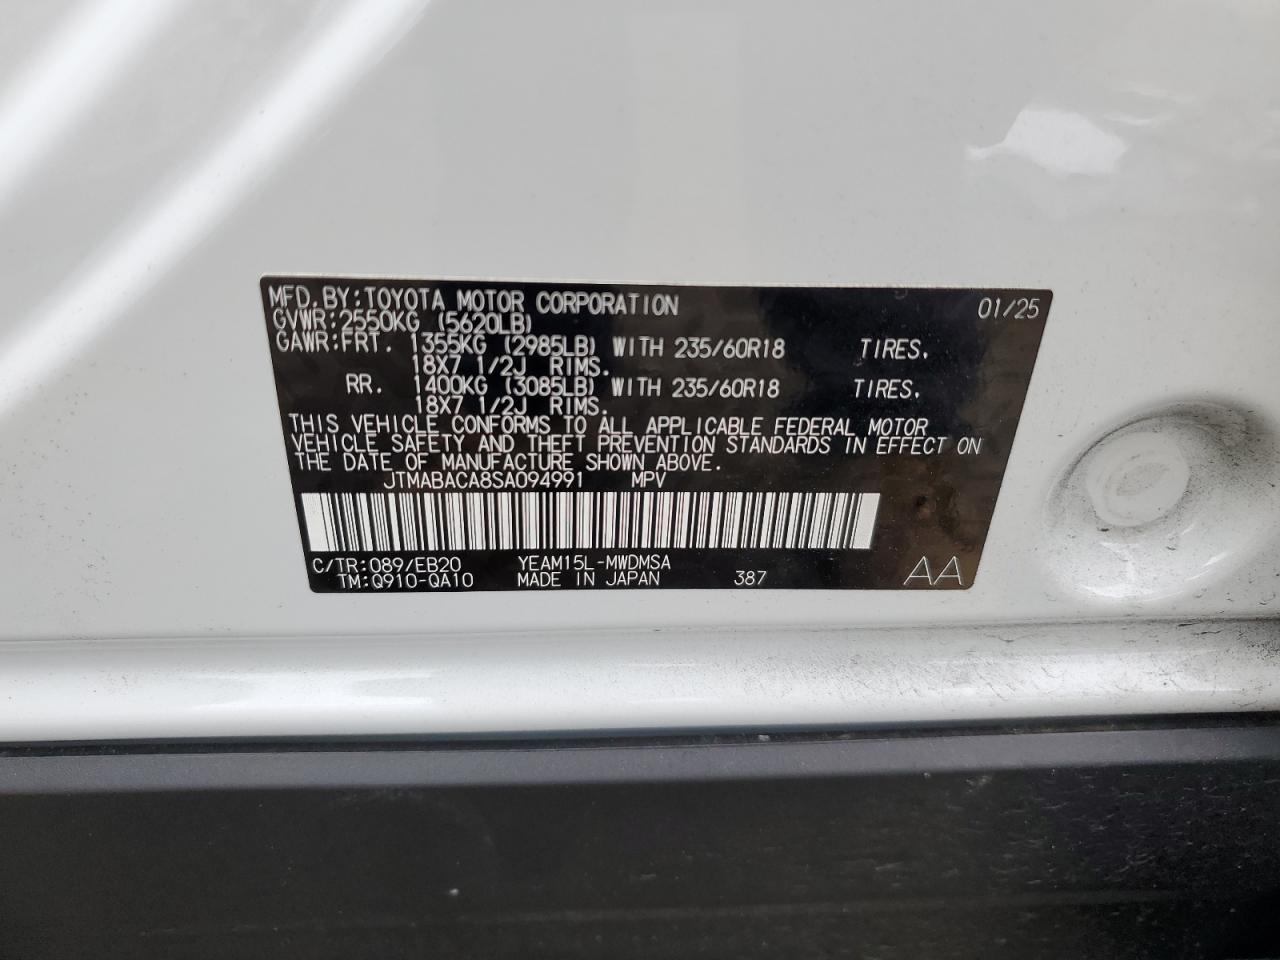 MFD.BY:TOYOTA MOTOR CORPORATION 01/25
GVWR:2550KG (5620LB)
GAWR:FRT. 1355KG (2985LB) WITH 235/60R18 TIRES.
18X7 1/2J RIMS.
RR. 1400KG (3085LB) WITH 235/60R18 TIRES.
18X7 1/2J RIMS.
THIS VEHICLE CONFORMS TO ALL APPLICABLE FEDERAL MOTOR
VEHICLE SAFETY AND THEFT PREVENTION STANDARDS IN EFFECT ON
THE DATE OF MANUFACTURE SHOWN ABOVE.
JTMABACA8SA094991 MPV
C/TR:089/EB20 YEAM15L-MWDMSA
TM:Q910-QA10 MADE IN JAPAN 387 AA